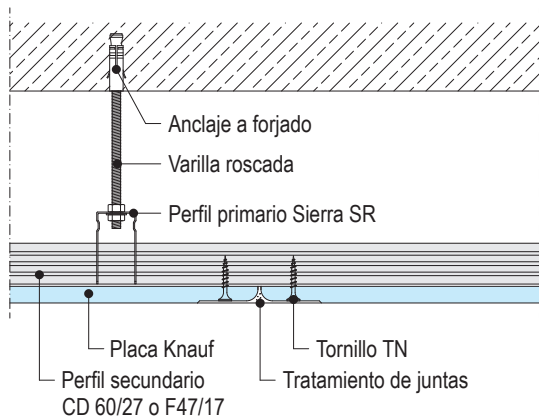 Anclaje a forjado
Varilla roscada
Perfil primario Sierra SR
Placa Knauf
Tornillo TN
Perfil secundario
CD 60/27 o F47/17
Tratamiento de juntas